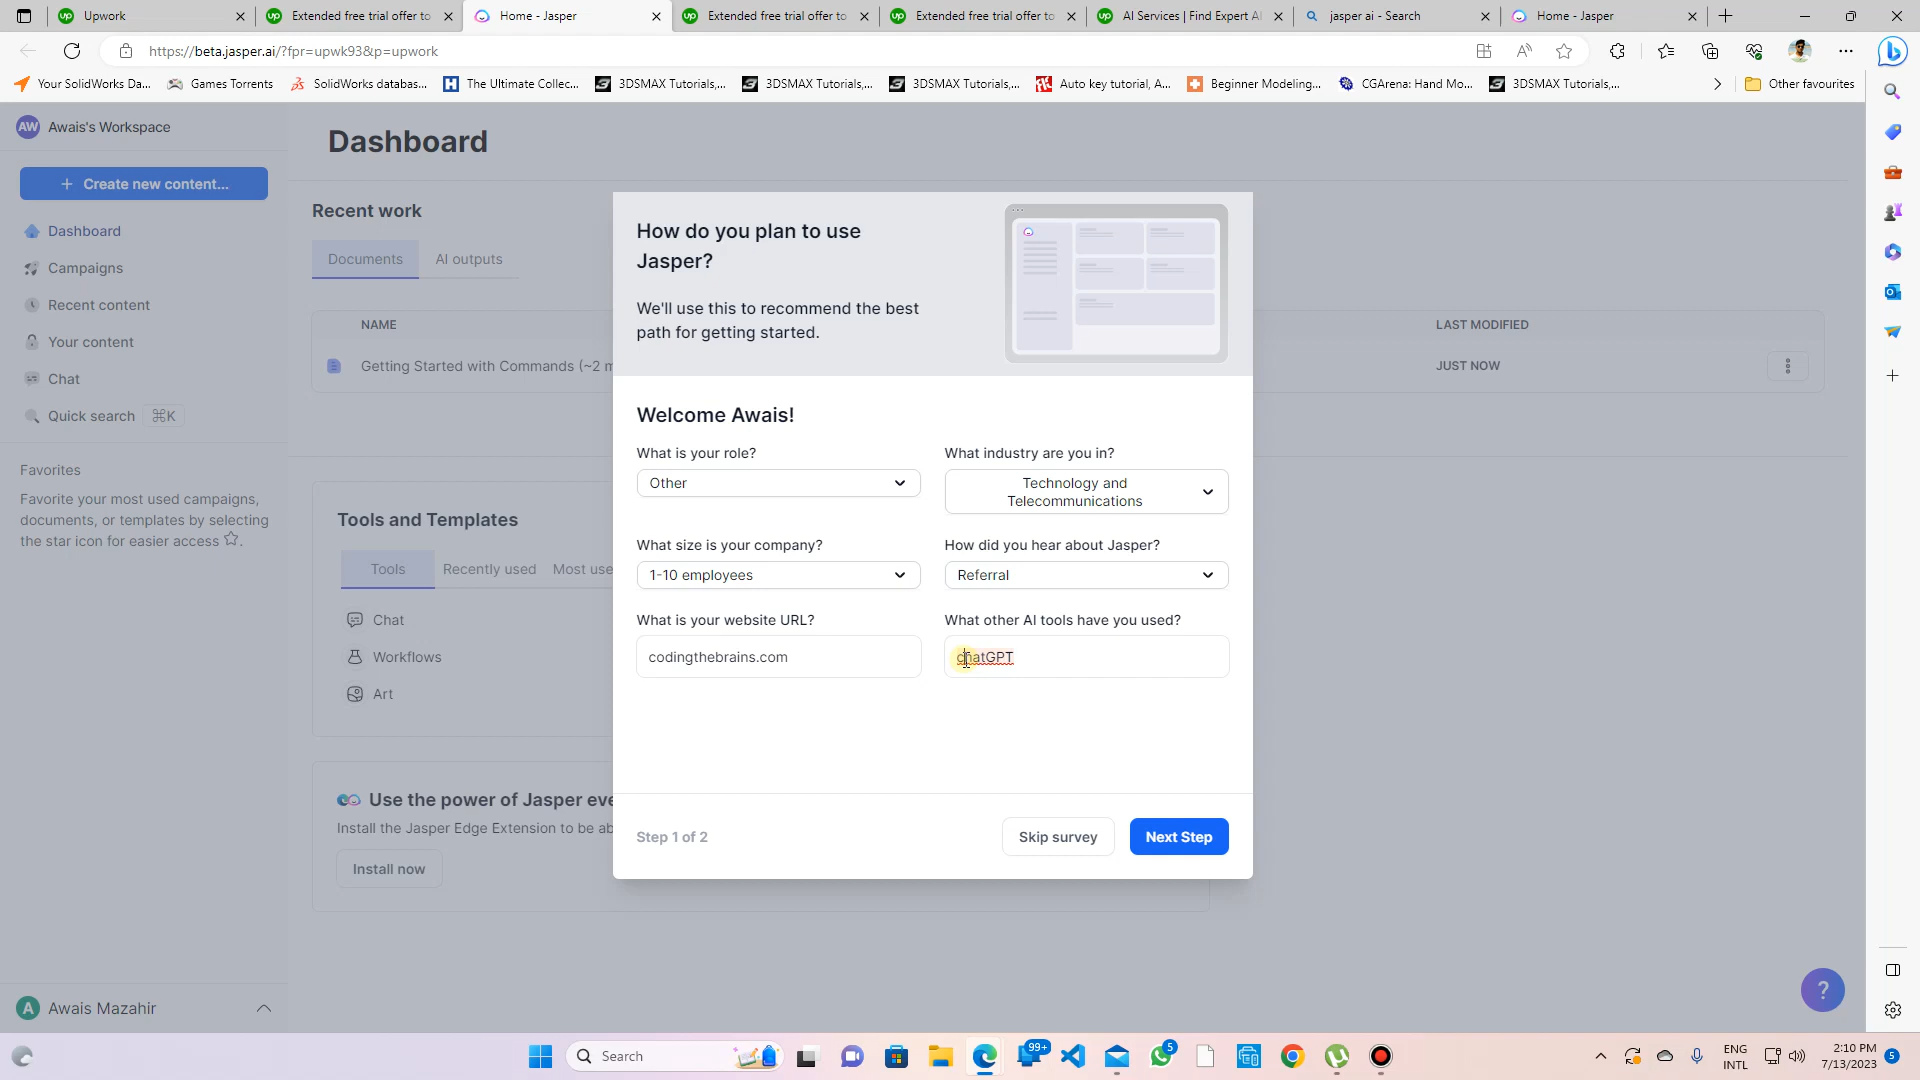 Upwork
Extended free trial offer to
Home - Jasper
Extended free trial offer to
Extended free trial offer to
AI Services | Find Expert AI
jasper ai - Search
Home - Jasper
https://beta.jasper.ai/?fpr=upwk93&p=upwork
Your SolidWorks Da...
Games Torrents
SolidWorks databas...
The Ultimate Collec...
3DSMAX Tutorials,...
3DSMAX Tutorials,...
3DSMAX Tutorials,...
Auto key tutorial, A...
Beginner Modeling...
CGArena: Hand Mo...
3DSMAX Tutorials,...
Other favourites
AW Awais's Workspace
+ Create new content...
Dashboard
Campaigns
Recent content
Your content
Chat
Quick search ⌘K
Favorites
Favorite your most used campaigns,
documents, or templates by selecting
the star icon for easier access ☆.
A Awais Mazahir
Dashboard
Recent work
Documents
AI outputs
NAME
LAST MODIFIED
Getting Started with Commands (~2 m
JUST NOW
Tools and Templates
Tools
Recently used
Most use
Chat
Workflows
Art
Use the power of Jasper eve
Install the Jasper Edge Extension to be ab
Install now
How do you plan to use
Jasper?
We'll use this to recommend the best
path for getting started.
Welcome Awais!
What is your role?
Other
What industry are you in?
Technology and
Telecommunications
What size is your company?
1-10 employees
How did you hear about Jasper?
Referral
What is your website URL?
codingthebrains.com
What other AI tools have you used?
chatGPT
Step 1 of 2
Skip survey
Next Step
?
Search
99+
5
ENG
INTL
2:10 PM
7/13/2023
5